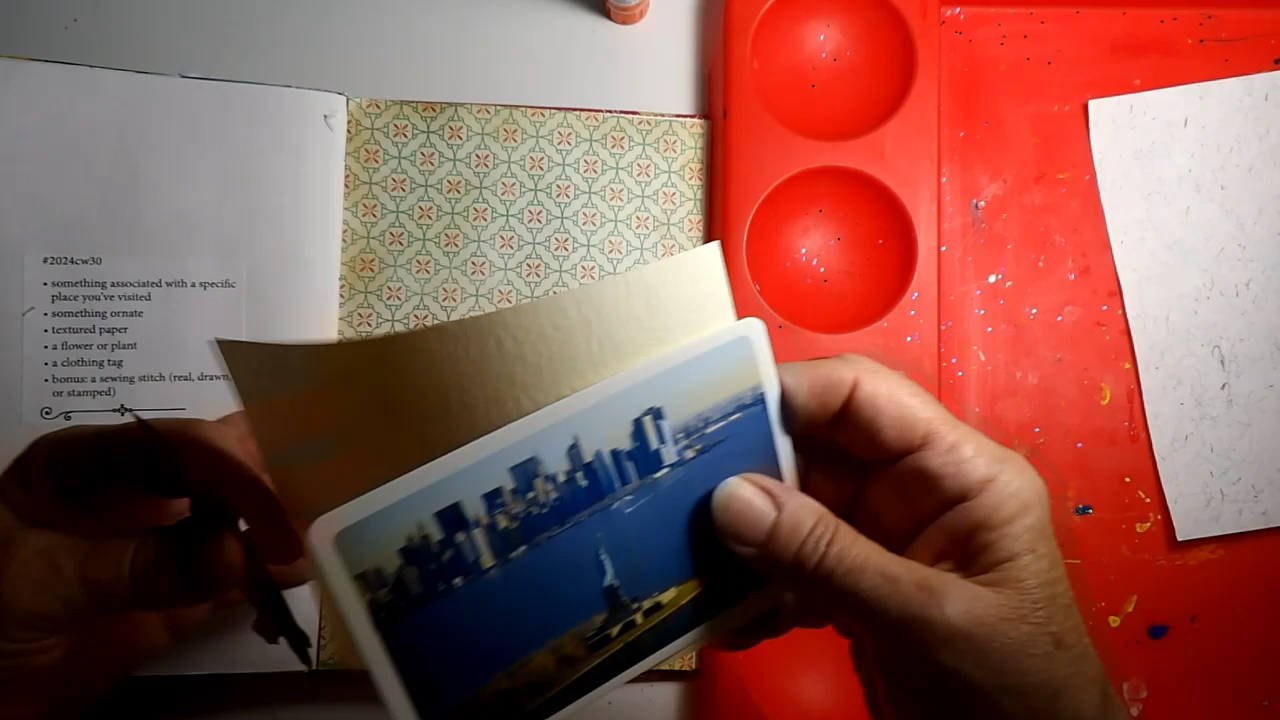 #2024cw30
• something associated with a specific
place you've visited
• something ornate
• textured paper
• a flower or plant
• a clothing tag
• bonus: a sewing stitch (real, drawn,
or stamped)